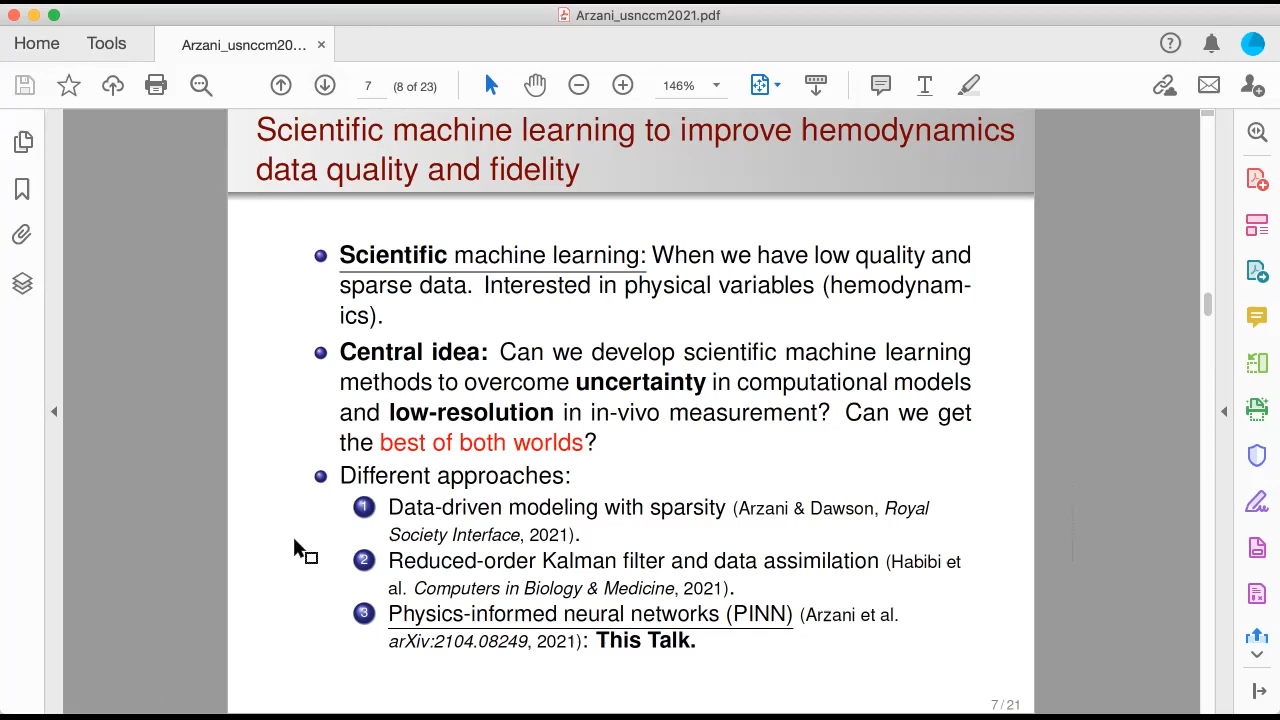 Arzani_usnccm2021.pdf
Home
Tools
Arzani_usnccm20... ×
7 (8 of 23)
146%
Scientific machine learning to improve hemodynamics
data quality and fidelity
Scientific machine learning: When we have low quality and
sparse data. Interested in physical variables (hemodynam-
ics).
Central idea: Can we develop scientific machine learning
methods to overcome uncertainty in computational models
and low-resolution in in-vivo measurement? Can we get
the best of both worlds?
Different approaches:
1 Data-driven modeling with sparsity (Arzani & Dawson, Royal
Society Interface, 2021).
2 Reduced-order Kalman filter and data assimilation (Habibi et
al. Computers in Biology & Medicine, 2021).
3 Physics-informed neural networks (PINN) (Arzani et al.
arXiv:2104.08249, 2021): This Talk.
7 / 21